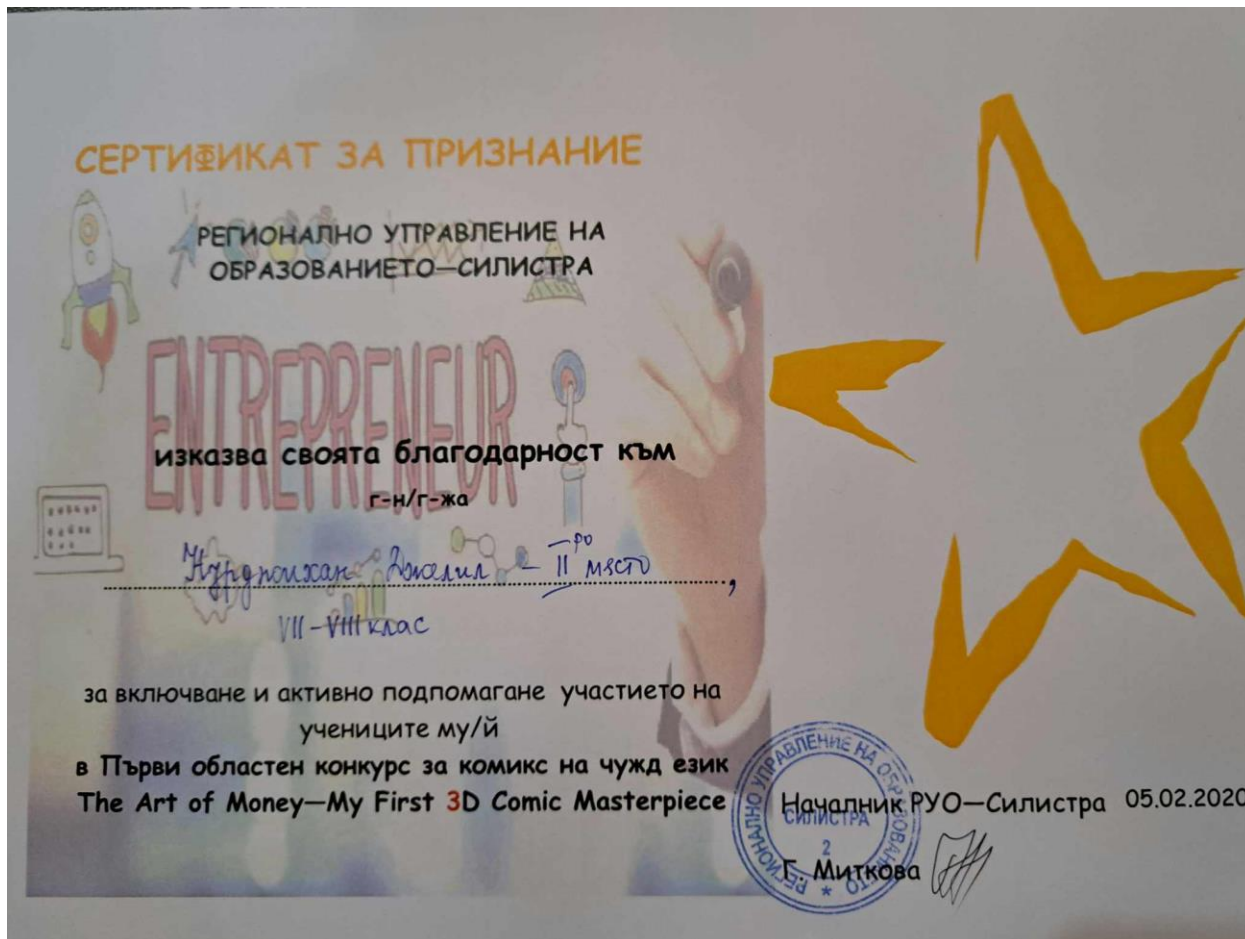 СЕРТИФИКАТ ЗА ПРИЗНАНИЕ
РЕГИОНАЛНО УПРАВЛЕНИЕ НА
ОБРАЗОВАНИЕТО—СИЛИСТРА
ENTREPRENEUR
изказва своята благодарност към
г-н/г-жа
Джелил – II-ро място,
VII-VIII клас
за включване и активно подпомагане участието на
учениците му/й
в Първи областен конкурс за комикс на чужд език
The Art of Money—My First 3D Comic Masterpiece
РЕГИОНАЛНО УПРАВЛЕНИЕ НА ОБРАЗОВАНИЕТО *
СИЛИСТРА
2
Началник РУО—Силистра 05.02.2020
Г. Миткова